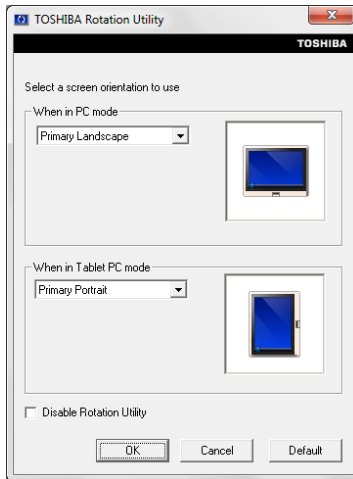 TOSHIBA Rotation Utility
TOSHIBA
Select a screen orientation to use
When in PC mode
Primary Landscape
When in Tablet PC mode
Primary Portrait
Disable Rotation Utility
OK Cancel Default